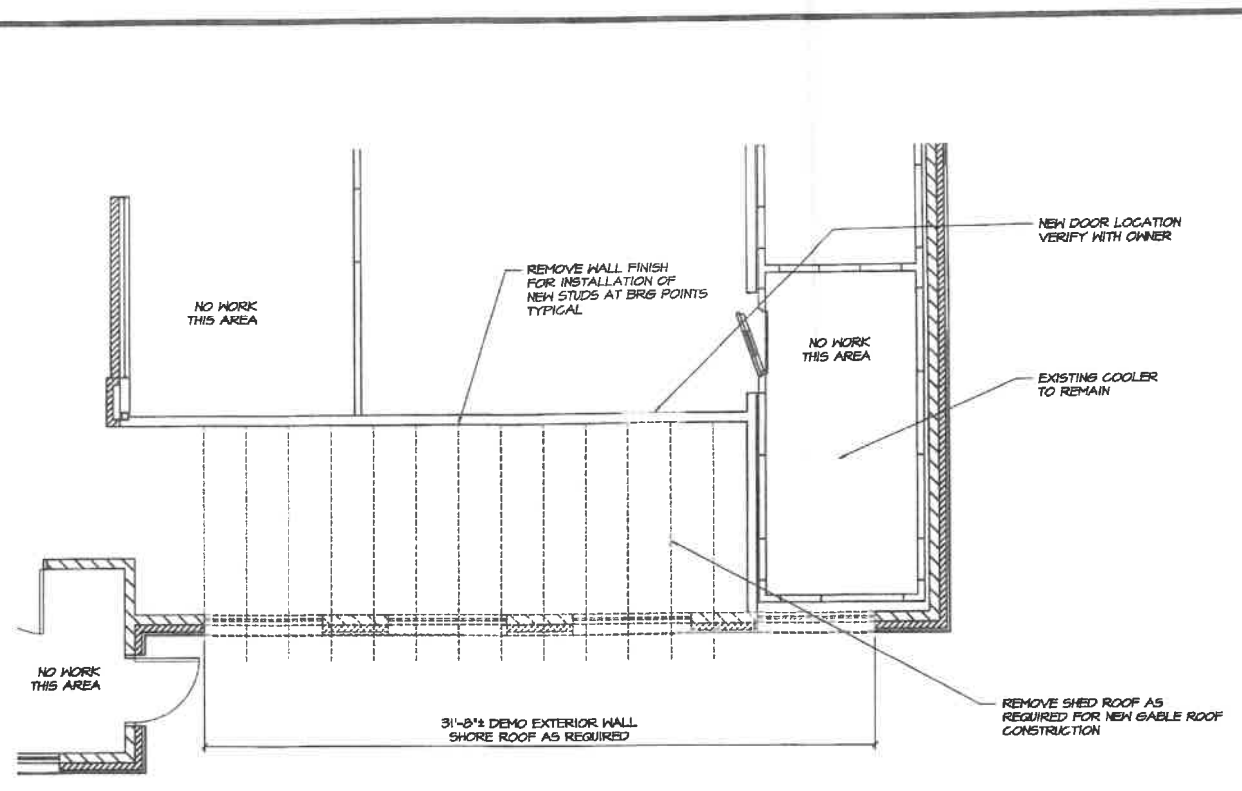 NEW DOOR LOCATION
VERIFY WITH OWNER
REMOVE WALL FINISH
FOR INSTALLATION OF
NEW STUDS AT BRG POINTS
TYPICAL
NO WORK
THIS AREA
NO WORK
THIS AREA
EXISTING COOLER
TO REMAIN
NO WORK
THIS AREA
REMOVE SHED ROOF AS
REQUIRED FOR NEW GABLE ROOF
CONSTRUCTION
31'-8"± DEMO EXTERIOR WALL
SHORE ROOF AS REQUIRED